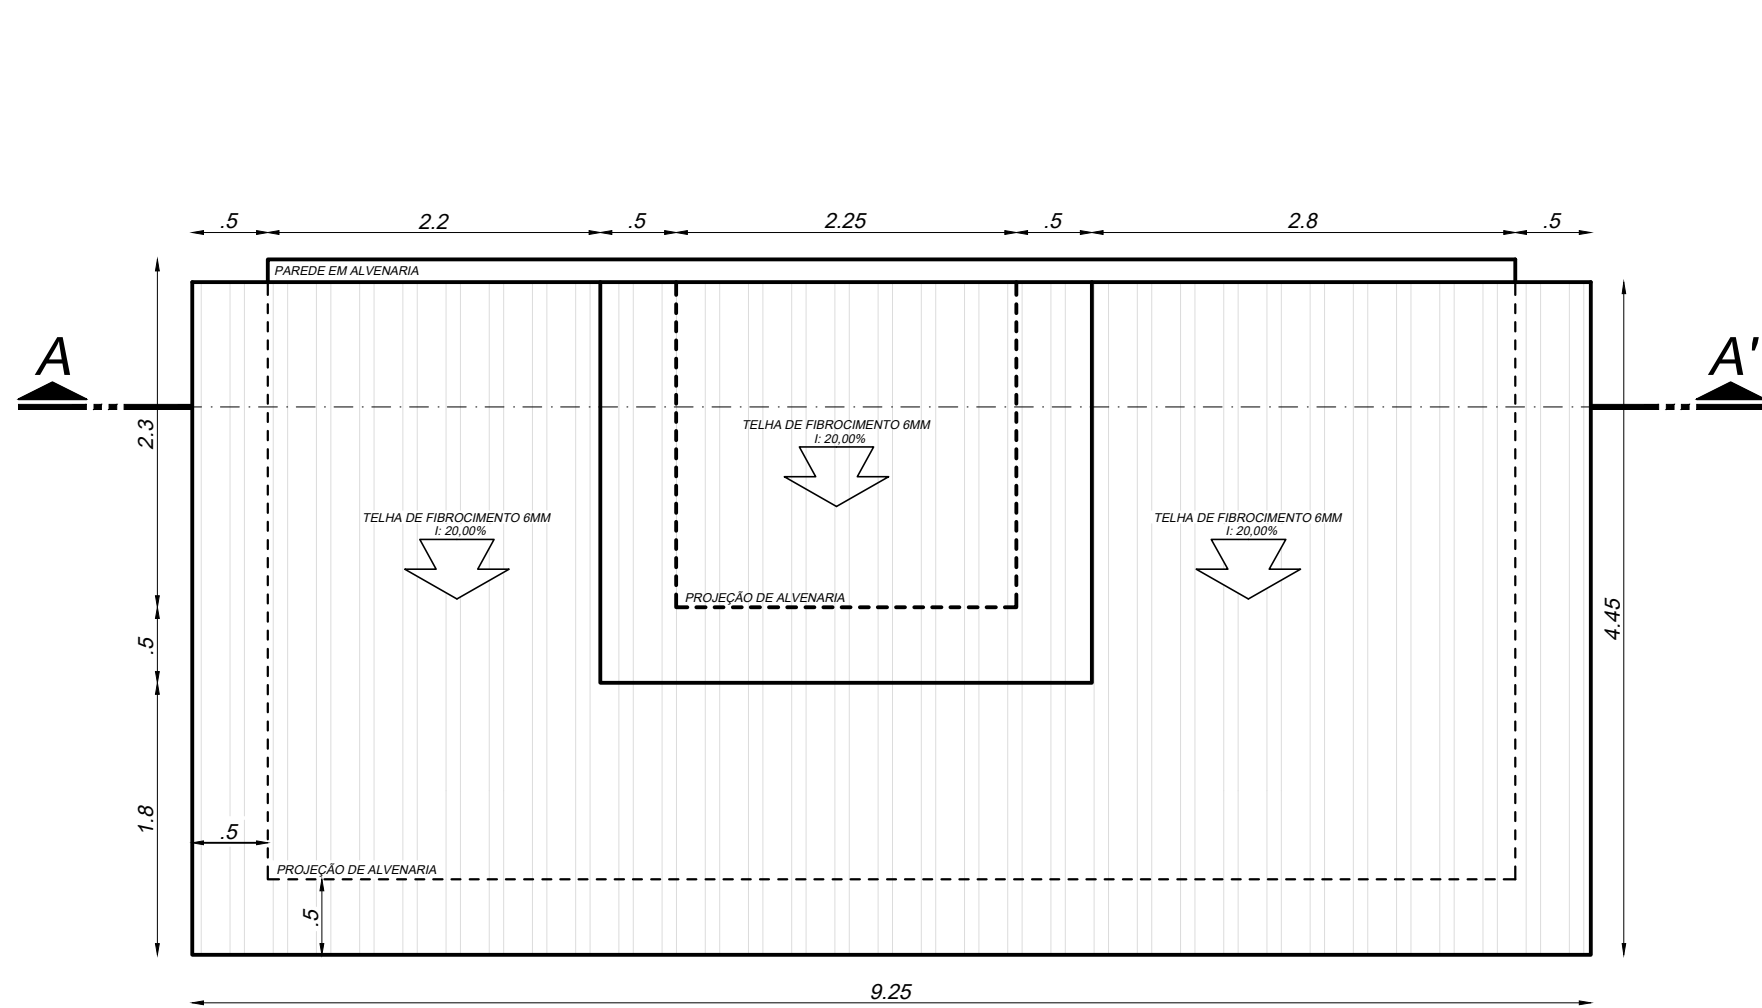 .5
2.2
.5
2.25
.5
2.8
.5
PAREDE EM ALVENARIA
A
A'
2.3
TELHA DE FIBROCIMENTO 6MM
I: 20,00%
TELHA DE FIBROCIMENTO 6MM
I: 20,00%
TELHA DE FIBROCIMENTO 6MM
I: 20,00%
PROJEÇÃO DE ALVENARIA
4.45
.5
1.8
.5
PROJEÇÃO DE ALVENARIA
.5
9.25